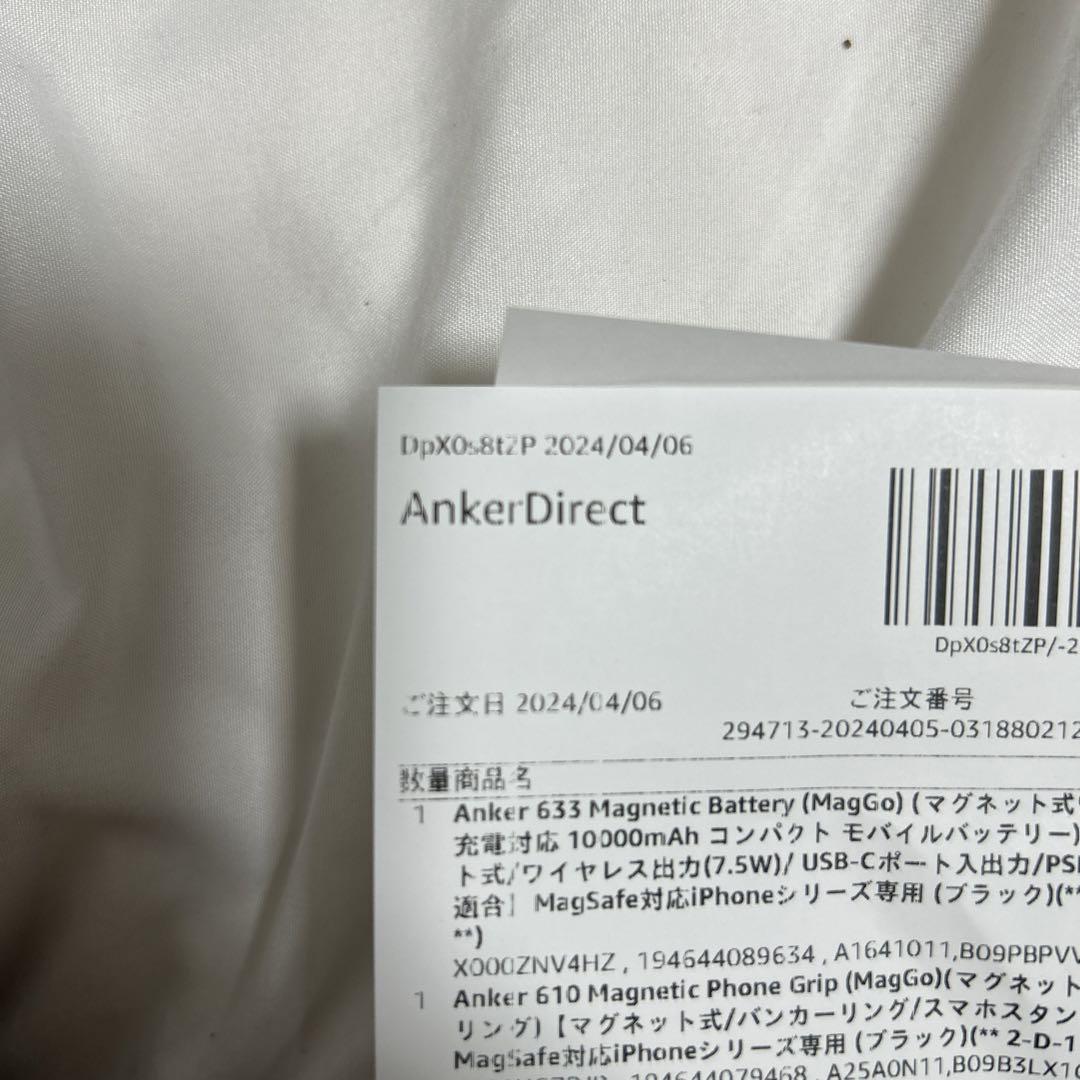 DpX0s8tZP 2024/04/06
AnkerDirect
DpX0s8tZP/-2
ご注文日 2024/04/06
ご注文番号
294713-20240405-031880212
数量 商品名
1 Anker 633 Magnetic Battery (MagGo) (マグネット式
充電対応 10000mAh コンパクト モバイルバッテリー)
ト式/ワイヤレス出力(7.5W)/ USB-Cポート入出力/PS
適合】 MagSafe対応iPhoneシリーズ専用 (ブラック)(**
**)
X000ZNV4HZ , 194644089634 , A1641011,B09PBPV
1 Anker 610 Magnetic Phone Grip (MagGo)(マグネット
リング)【マグネット式/バンカーリング/スマホスタン
MagSafe対応iPhoneシリーズ専用 (ブラック)(** 2-D-1
194644079468 , A25A0N11,B09B3LX1